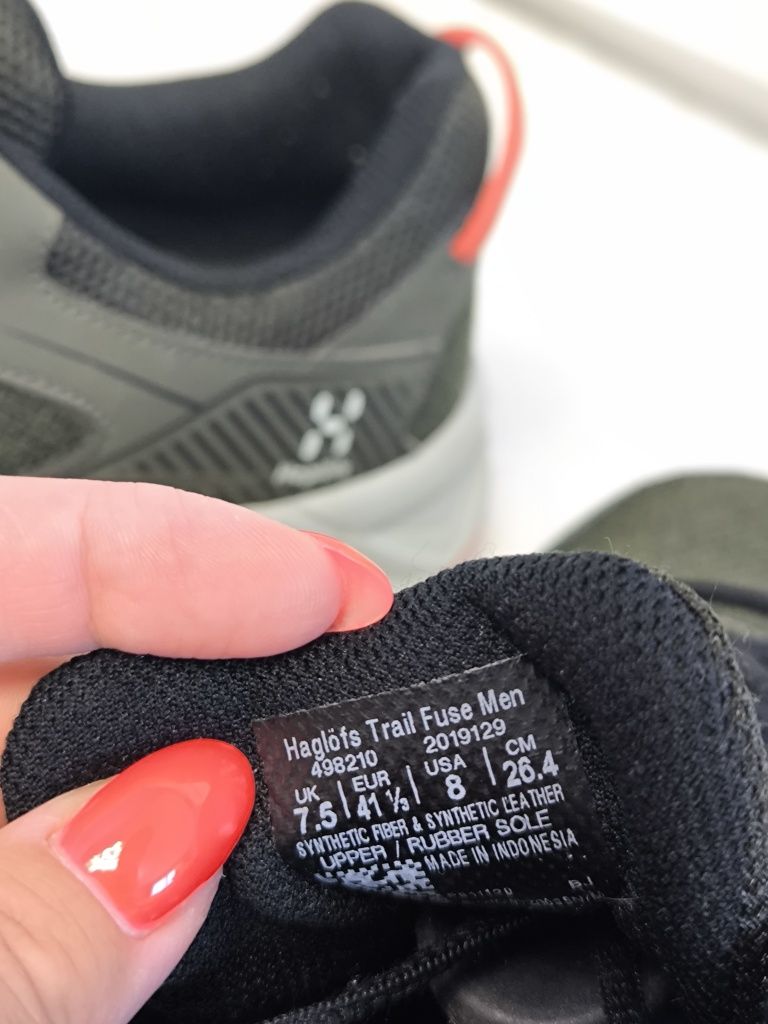 Haglöfs Trail Fuse Men
498210 2019129
UK EUR USA CM
7.5 41 ⅓ 8 26.4
SYNTHETIC FIBER & SYNTHETIC LEATHER
UPPER / RUBBER SOLE
MADE IN INDONESIA